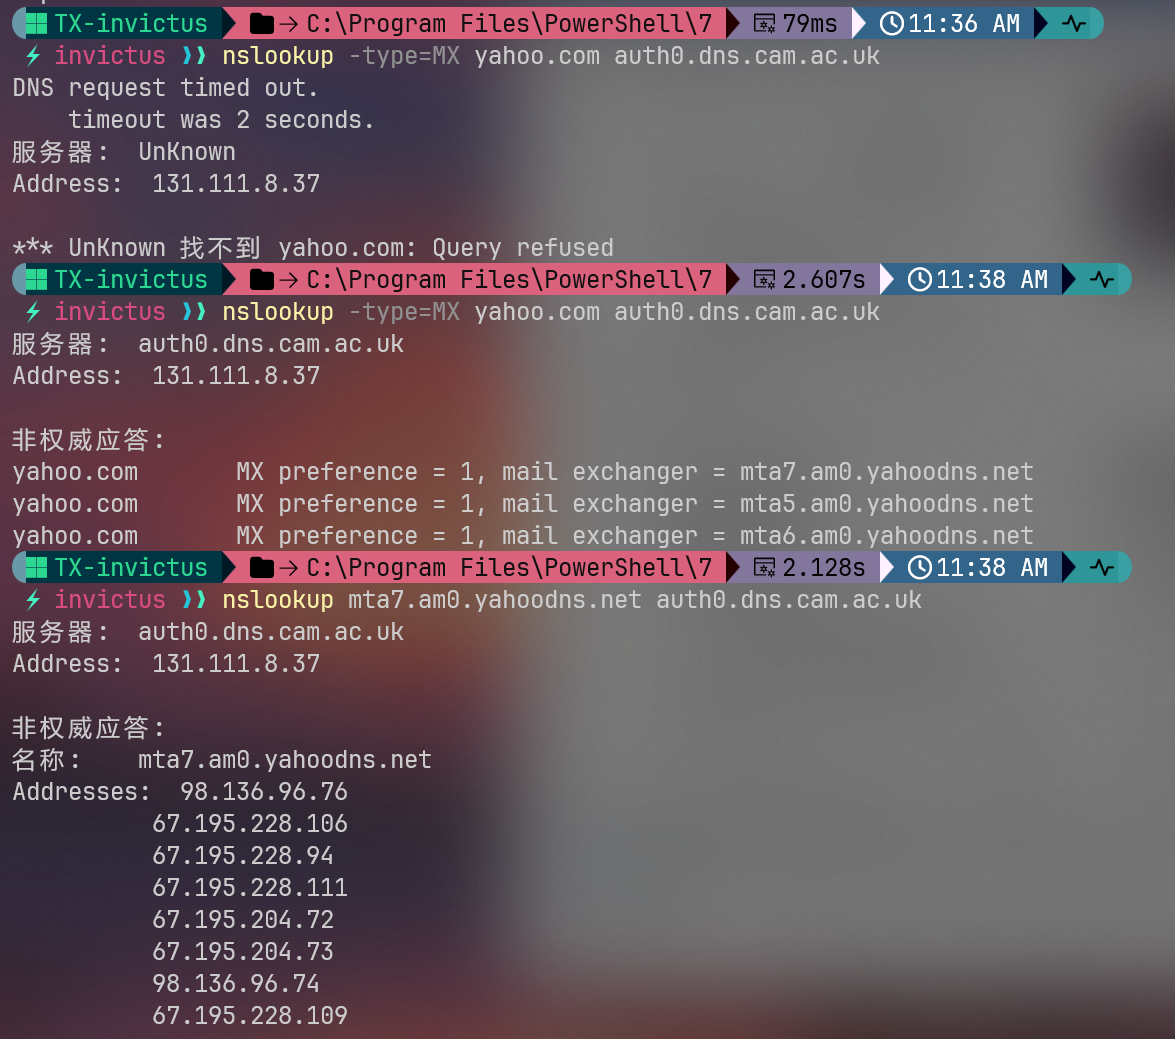 TX-invictus → C:\Program Files\PowerShell\7 79ms 11:36 AM
invictus ❯❯ nslookup -type=MX yahoo.com auth0.dns.cam.ac.uk
DNS request timed out.
    timeout was 2 seconds.
服务器:  UnKnown
Address:  131.111.8.37
*** UnKnown 找不到 yahoo.com: Query refused
TX-invictus → C:\Program Files\PowerShell\7 2.607s 11:38 AM
invictus ❯❯ nslookup -type=MX yahoo.com auth0.dns.cam.ac.uk
服务器:  auth0.dns.cam.ac.uk
Address:  131.111.8.37
非权威应答:
yahoo.com       MX preference = 1, mail exchanger = mta7.am0.yahoodns.net
yahoo.com       MX preference = 1, mail exchanger = mta5.am0.yahoodns.net
yahoo.com       MX preference = 1, mail exchanger = mta6.am0.yahoodns.net
TX-invictus → C:\Program Files\PowerShell\7 2.128s 11:38 AM
invictus ❯❯ nslookup mta7.am0.yahoodns.net auth0.dns.cam.ac.uk
服务器:  auth0.dns.cam.ac.uk
Address:  131.111.8.37
非权威应答:
名称:    mta7.am0.yahoodns.net
Addresses:  98.136.96.76
          67.195.228.106
          67.195.228.94
          67.195.228.111
          67.195.204.72
          67.195.204.73
          98.136.96.74
          67.195.228.109